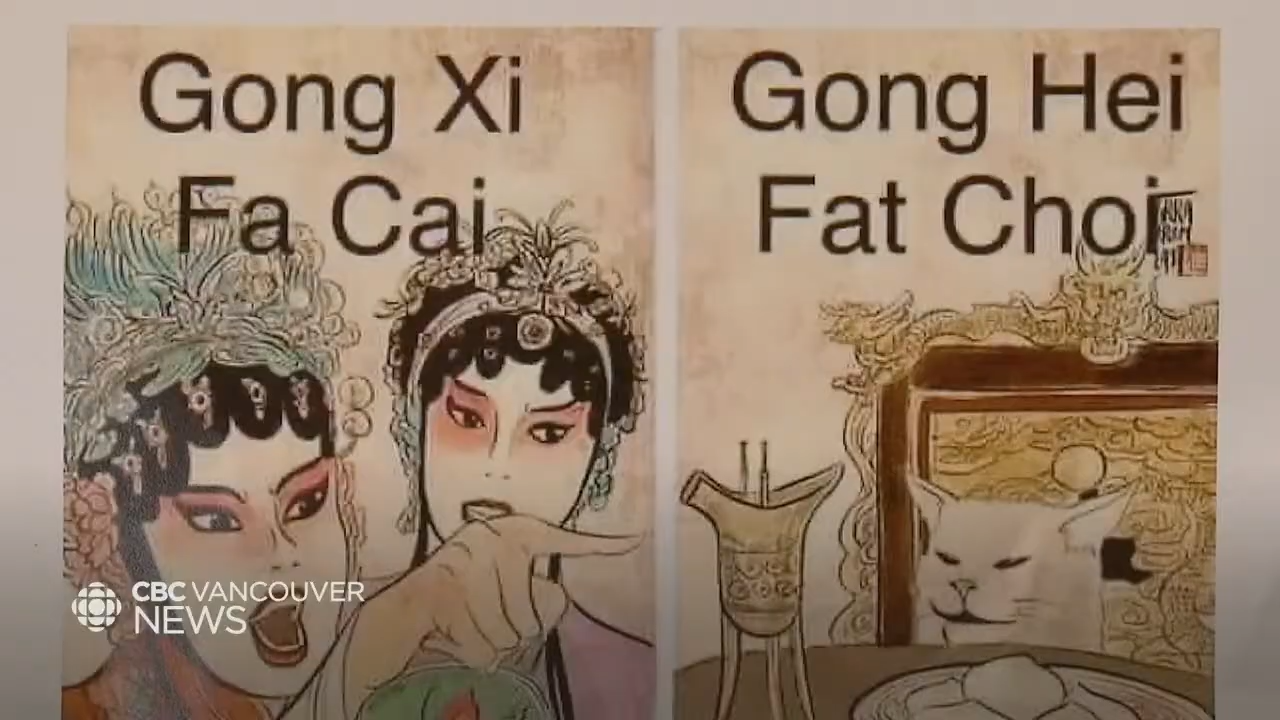 Gong Xi
Fa Cai
Gong Hei
Fat Choi
CBC VANCOUVER
NEWS